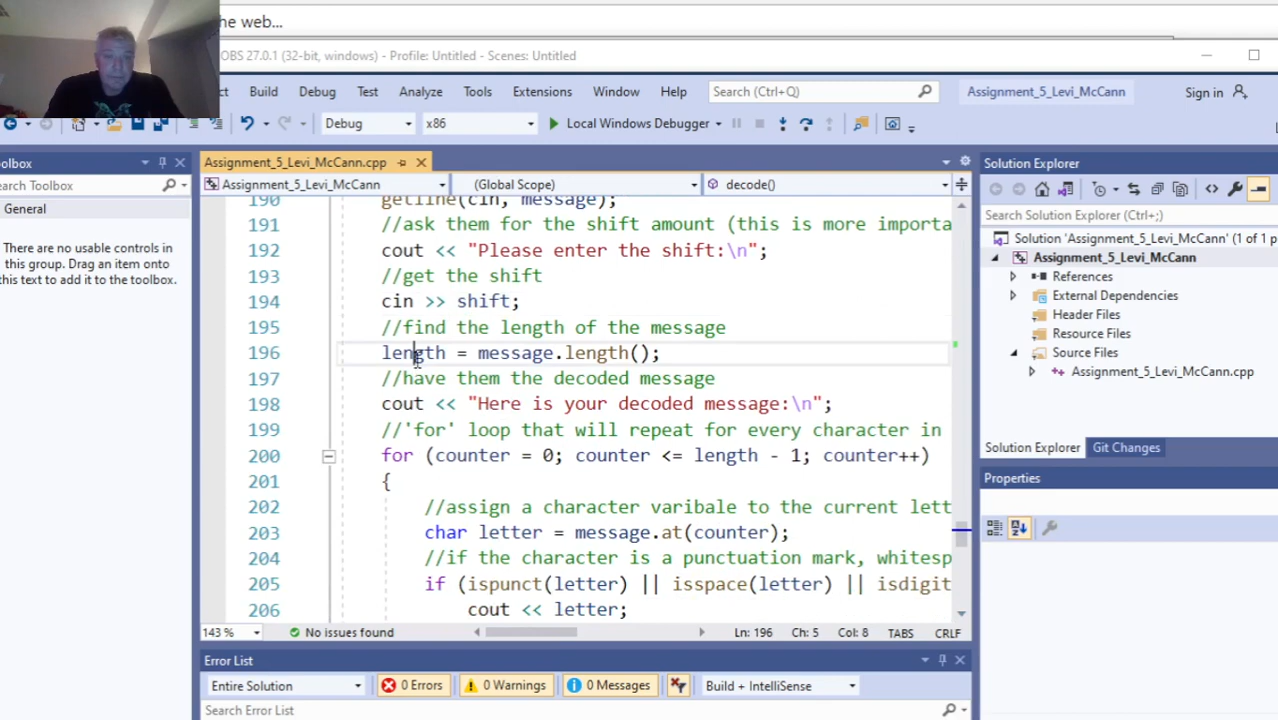 he web...
OBS 27.0.1 (32-bit, windows) - Profile: Untitled - Scenes: Untitled
ct Build Debug Test Analyze Tools Extensions Window Help Search (Ctrl+Q) Assignment_5_Levi_McCann Sign in
Debug x86 Local Windows Debugger
oolbox
earch Toolbox
General
There are no usable controls in
this group. Drag an item onto
this text to add it to the toolbox.
Assignment_5_Levi_McCann.cpp
Assignment_5_Levi_McCann (Global Scope) decode()
190 getline(cin, message);
191 //ask them for the shift amount (this is more importa
192 cout << "Please enter the shift:\n";
193 //get the shift
194 cin >> shift;
195 //find the length of the message
196 length = message.length();
197 //have them the decoded message
198 cout << "Here is your decoded message:\n";
199 //'for' loop that will repeat for every character in
200 for (counter = 0; counter <= length - 1; counter++)
201 {
202 //assign a character varibale to the current lett
203 char letter = message.at(counter);
204 //if the character is a punctuation mark, whitesp
205 if (ispunct(letter) || isspace(letter) || isdigit
206 cout << letter;
143 % No issues found Ln: 196 Ch: 5 Col: 8 TABS CRLF
Error List
Entire Solution 0 Errors 0 Warnings 0 Messages Build + IntelliSense
Search Error List
Solution Explorer
Search Solution Explorer (Ctrl+;)
Solution 'Assignment_5_Levi_McCann' (1 of 1 p
Assignment_5_Levi_McCann
References
External Dependencies
Header Files
Resource Files
Source Files
Assignment_5_Levi_McCann.cpp
Solution Explorer Git Changes
Properties